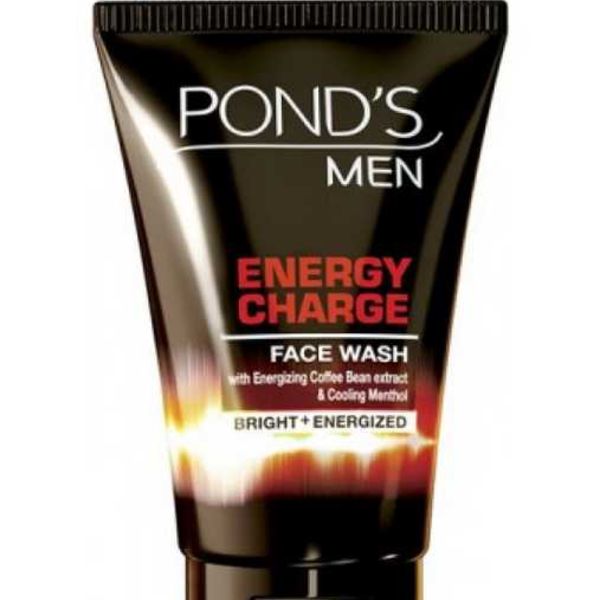 POND'S
MEN
ENERGY
CHARGE
FACE WASH
with Energizing Coffee Bean extract
& Cooling Menthol
BRIGHT + ENERGIZED